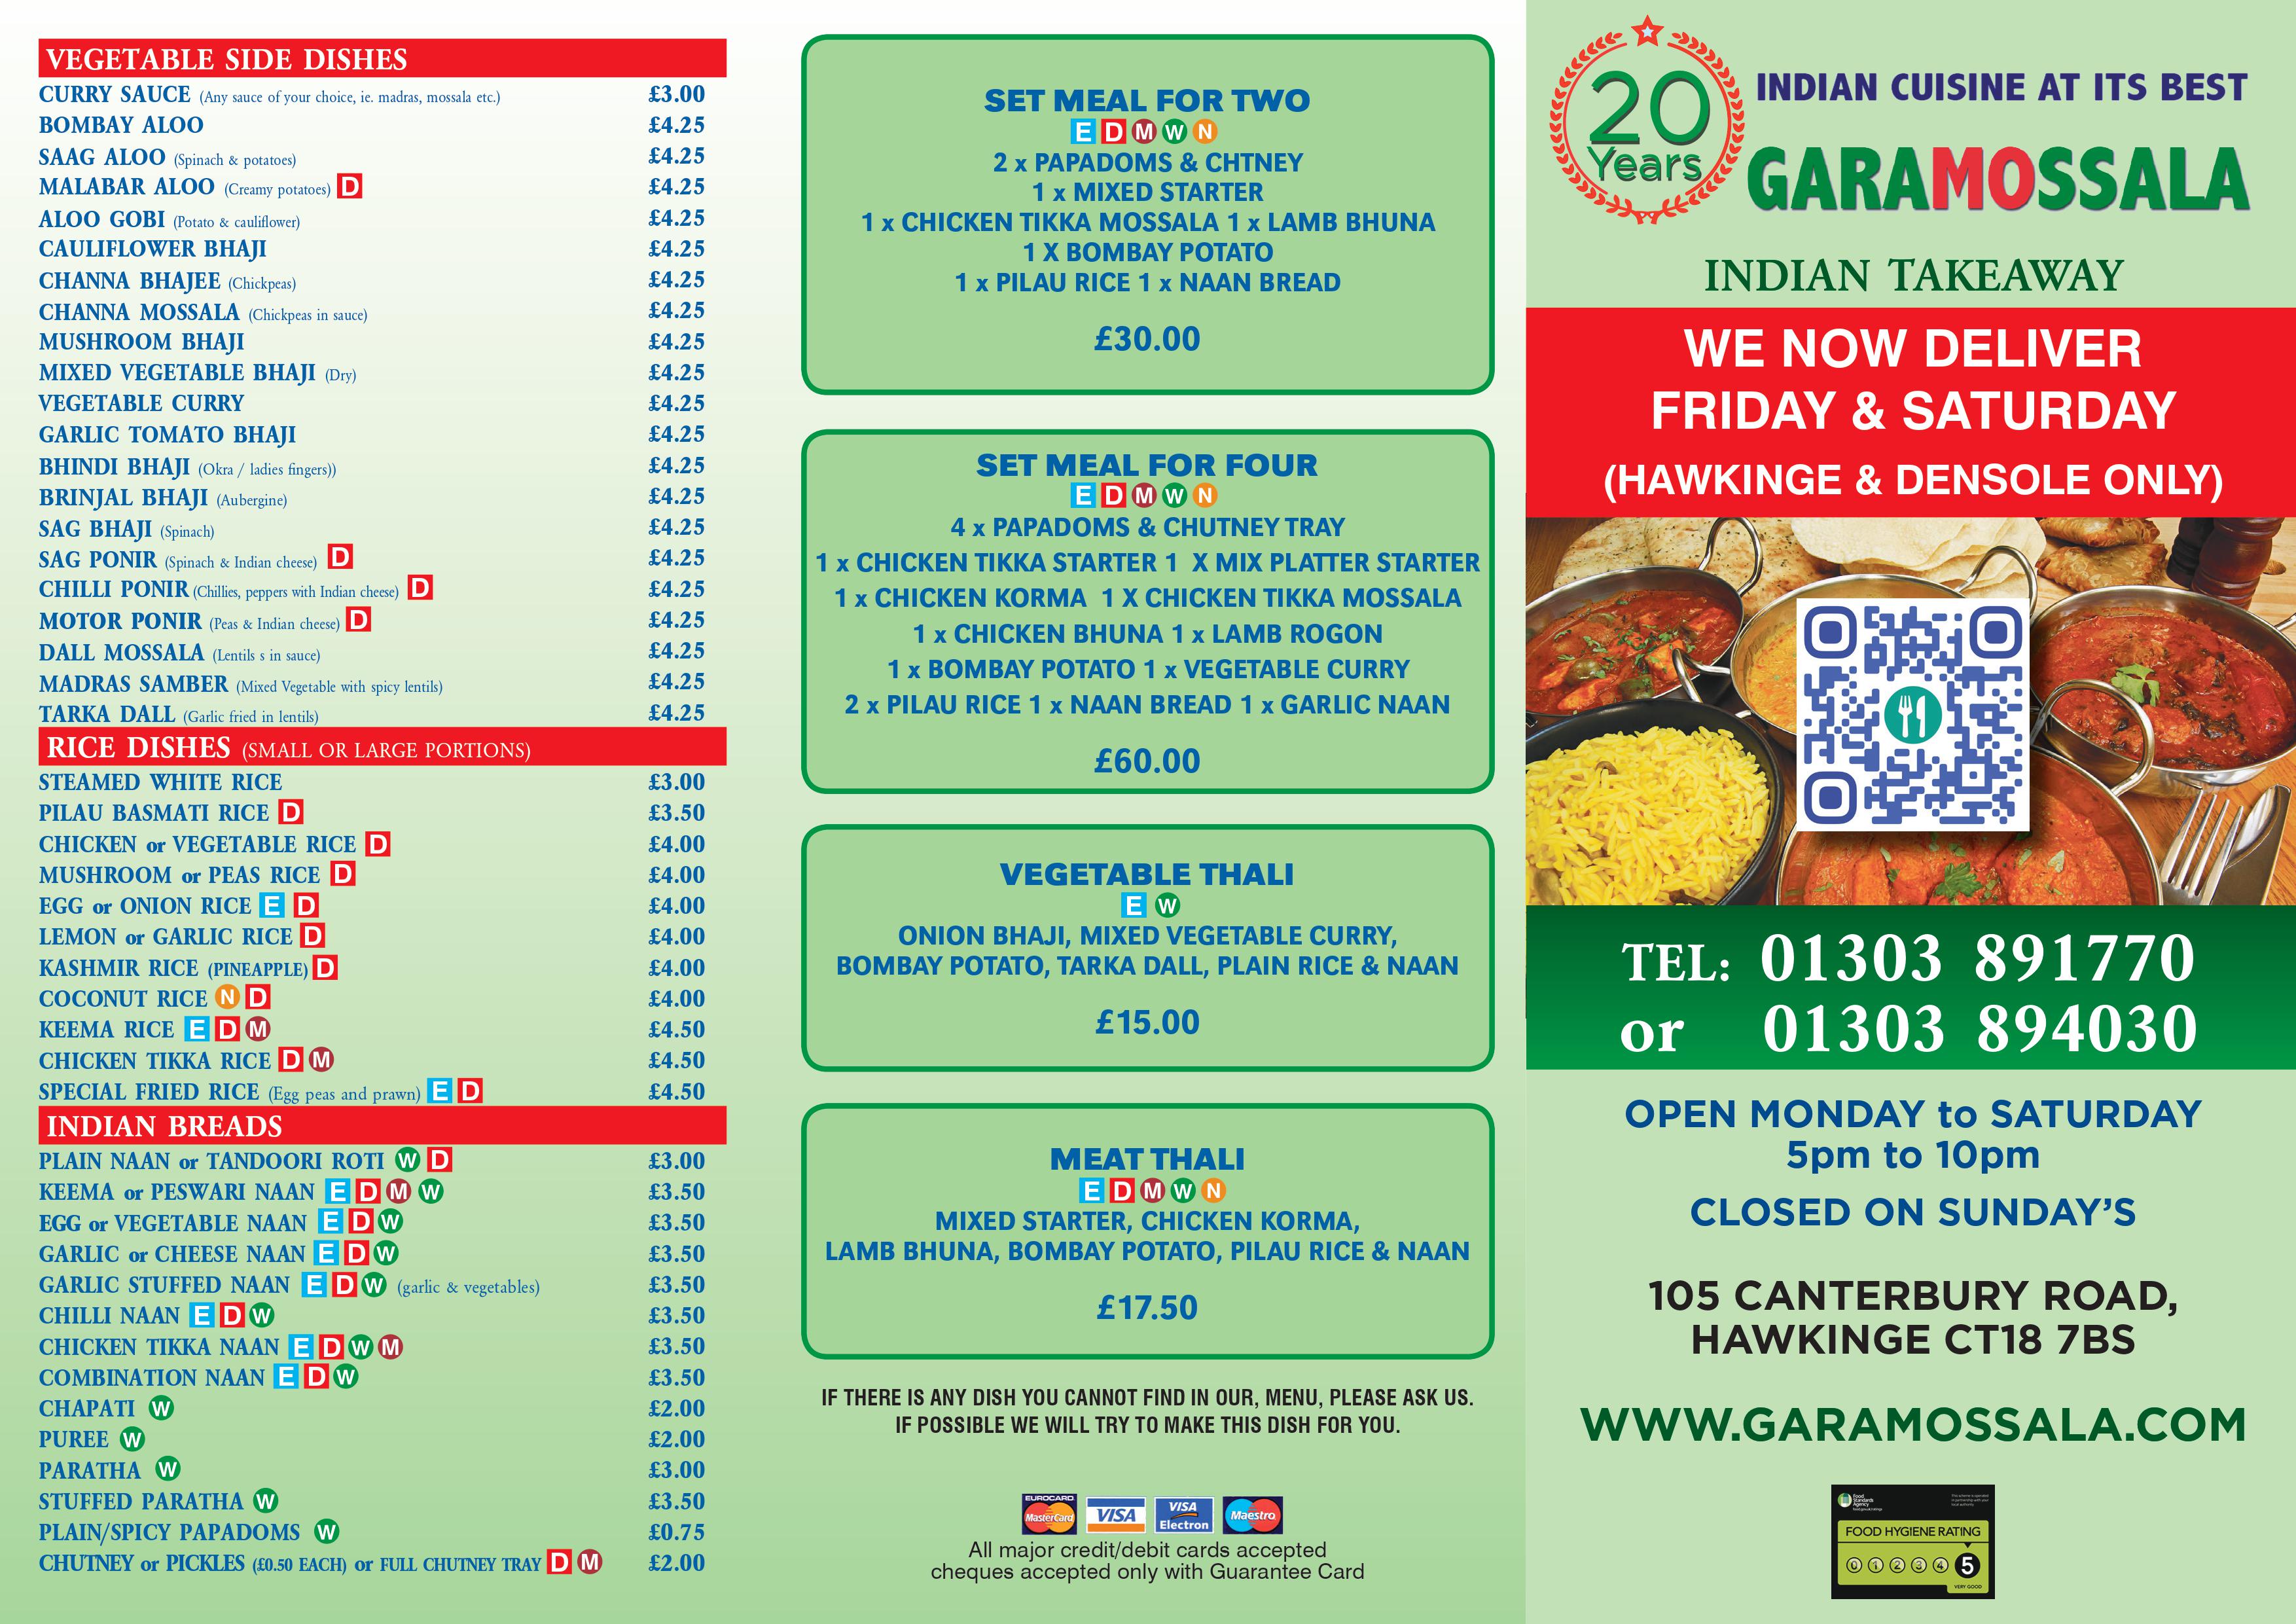 VEGETABLE SIDE DISHES
CURRY SAUCE (Any sauce of your choice, ie. madras, mossala etc.) £3.00
BOMBAY ALOO £4.25
SAAG ALOO (Spinach & potatoes) £4.25
MALABAR ALOO (Creamy potatoes) D £4.25
ALOO GOBI (Potato & cauliflower) £4.25
CAULIFLOWER BHAJI £4.25
CHANNA BHAJEE (Chickpeas) £4.25
CHANNA MOSSALA (Chickpeas in sauce) £4.25
MUSHROOM BHAJI £4.25
MIXED VEGETABLE BHAJI (Dry) £4.25
VEGETABLE CURRY £4.25
GARLIC TOMATO BHAJI £4.25
BHINDI BHAJI (Okra / ladies fingers)) £4.25
BRINJAL BHAJI (Aubergine) £4.25
SAG BHAJI (Spinach) £4.25
SAG PONIR (Spinach & Indian cheese) D £4.25
CHILLI PONIR (Chillies, peppers with Indian cheese) D £4.25
MOTOR PONIR (Peas & Indian cheese) D £4.25
DALL MOSSALA (Lentils s in sauce) £4.25
MADRAS SAMBER (Mixed Vegetable with spicy lentils) £4.25
TARKA DALL (Garlic fried in lentils) £4.25
RICE DISHES (SMALL OR LARGE PORTIONS)
STEAMED WHITE RICE £3.00
PILAU BASMATI RICE D £3.50
CHICKEN or VEGETABLE RICE D £4.00
MUSHROOM or PEAS RICE D £4.00
EGG or ONION RICE E D £4.00
LEMON or GARLIC RICE D £4.00
KASHMIR RICE (PINEAPPLE) D £4.00
COCONUT RICE N D £4.00
KEEMA RICE E D M £4.50
CHICKEN TIKKA RICE D M £4.50
SPECIAL FRIED RICE (Egg peas and prawn) E D £4.50
INDIAN BREADS
PLAIN NAAN or TANDOORI ROTI W D £3.00
KEEMA or PESWARI NAAN E D M W £3.50
EGG or VEGETABLE NAAN E D W £3.50
GARLIC or CHEESE NAAN E D W £3.50
GARLIC STUFFED NAAN E D W (garlic & vegetables) £3.50
CHILLI NAAN E D W £3.50
CHICKEN TIKKA NAAN E D W M £3.50
COMBINATION NAAN E D W £3.50
CHAPATI W £2.00
PUREE W £2.00
PARATHA W £3.00
STUFFED PARATHA W £3.50
PLAIN/SPICY PAPADOMS W £0.75
CHUTNEY or PICKLES (£0.50 EACH) or FULL CHUTNEY TRAY D M £2.00
SET MEAL FOR TWO
E D M W N
2 x PAPADOMS & CHTNEY
1 x MIXED STARTER
1 x CHICKEN TIKKA MOSSALA 1 x LAMB BHUNA
1 X BOMBAY POTATO
1 x PILAU RICE 1 x NAAN BREAD
£30.00
SET MEAL FOR FOUR
E D M W N
4 x PAPADOMS & CHUTNEY TRAY
1 x CHICKEN TIKKA STARTER 1 X MIX PLATTER STARTER
1 x CHICKEN KORMA 1 X CHICKEN TIKKA MOSSALA
1 x CHICKEN BHUNA 1 x LAMB ROGON
1 x BOMBAY POTATO 1 x VEGETABLE CURRY
2 x PILAU RICE 1 x NAAN BREAD 1 x GARLIC NAAN
£60.00
VEGETABLE THALI
E W
ONION BHAJI, MIXED VEGETABLE CURRY,
BOMBAY POTATO, TARKA DALL, PLAIN RICE & NAAN
£15.00
MEAT THALI
E D M W N
MIXED STARTER, CHICKEN KORMA,
LAMB BHUNA, BOMBAY POTATO, PILAU RICE & NAAN
£17.50
IF THERE IS ANY DISH YOU CANNOT FIND IN OUR, MENU, PLEASE ASK US.
IF POSSIBLE WE WILL TRY TO MAKE THIS DISH FOR YOU.
EUROCARD
MasterCard VISA VISA Electron Maestro
All major credit/debit cards accepted
cheques accepted only with Guarantee Card
20
Years
INDIAN CUISINE AT ITS BEST
GARAMOSSALA
INDIAN TAKEAWAY
WE NOW DELIVER
FRIDAY & SATURDAY
(HAWKINGE & DENSOLE ONLY)
TEL: 01303 891770
or 01303 894030
OPEN MONDAY to SATURDAY
5pm to 10pm
CLOSED ON SUNDAY'S
105 CANTERBURY ROAD,
HAWKINGE CT18 7BS
WWW.GARAMOSSALA.COM
Food
Standards
Agency
FOOD HYGIENE RATING
0 1 2 3 4 5
VERY GOOD